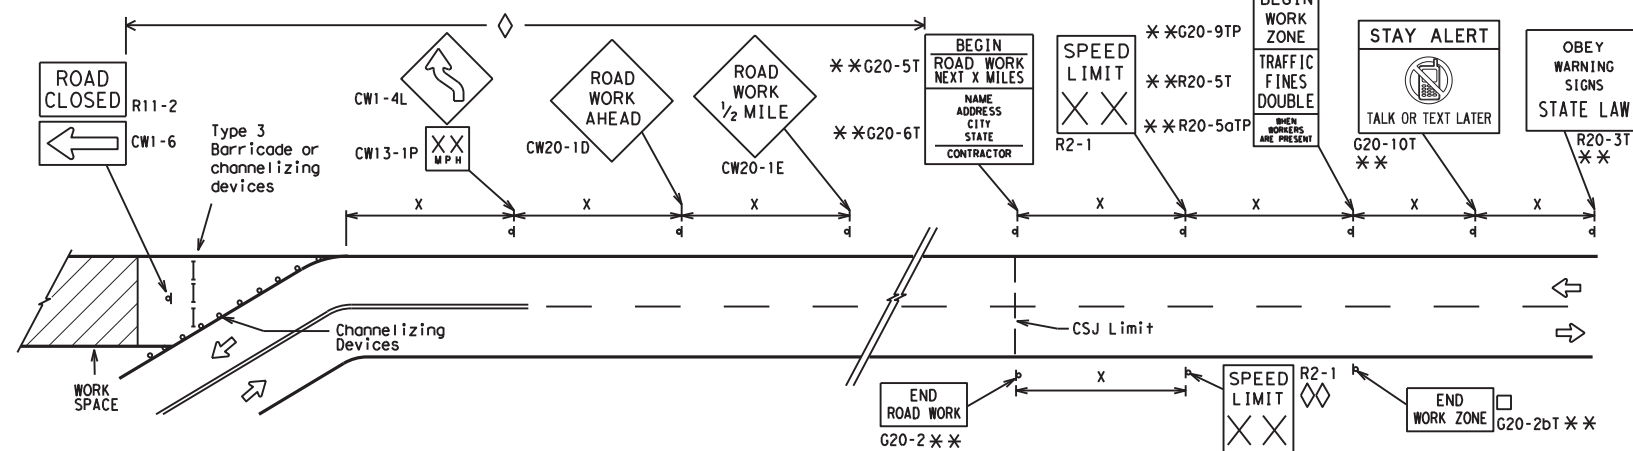 ROAD
CLOSED
R11-2
CW1-6
Type 3
Barricade or
channelizing
devices
CW1-4L
XX
MPH
CW13-1P
ROAD
WORK
AHEAD
CW20-1D
ROAD
WORK
1/2 MILE
CW20-1E
**G20-5T
**G20-6T
BEGIN
ROAD WORK
NEXT X MILES
NAME
ADDRESS
CITY
STATE
CONTRACTOR
SPEED
LIMIT
XX
R2-1
**G20-9TP
**R20-5T
**R20-5aTP
BEGIN
WORK
ZONE
TRAFFIC
FINES
DOUBLE
WHEN
WORKERS
ARE PRESENT
STAY ALERT
TALK OR TEXT LATER
G20-10T
**
OBEY
WARNING
SIGNS
STATE LAW
R20-3T
**
X
X
X
X
X
X
X
WORK
SPACE
Channelizing
Devices
CSJ Limit
END
ROAD WORK
G20-2 **
X
SPEED
LIMIT
XX
R2-1
END
WORK ZONE
G20-2bT **